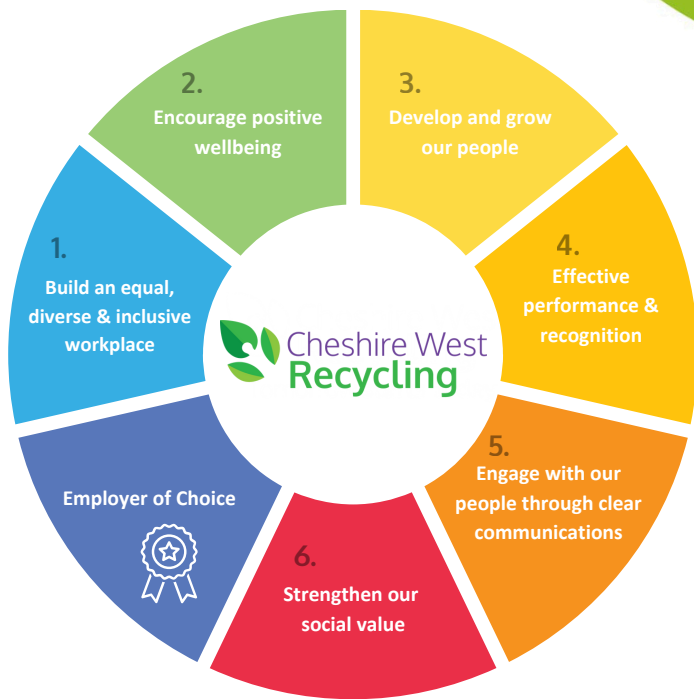 1.
Build an equal,
diverse & inclusive
workplace
2.
Encourage positive
wellbeing
3.
Develop and grow
our people
4.
Effective
performance &
recognition
5.
Engage with our
people through clear
communications
6.
Strengthen our
social value
Employer of Choice
Cheshire West
Recycling